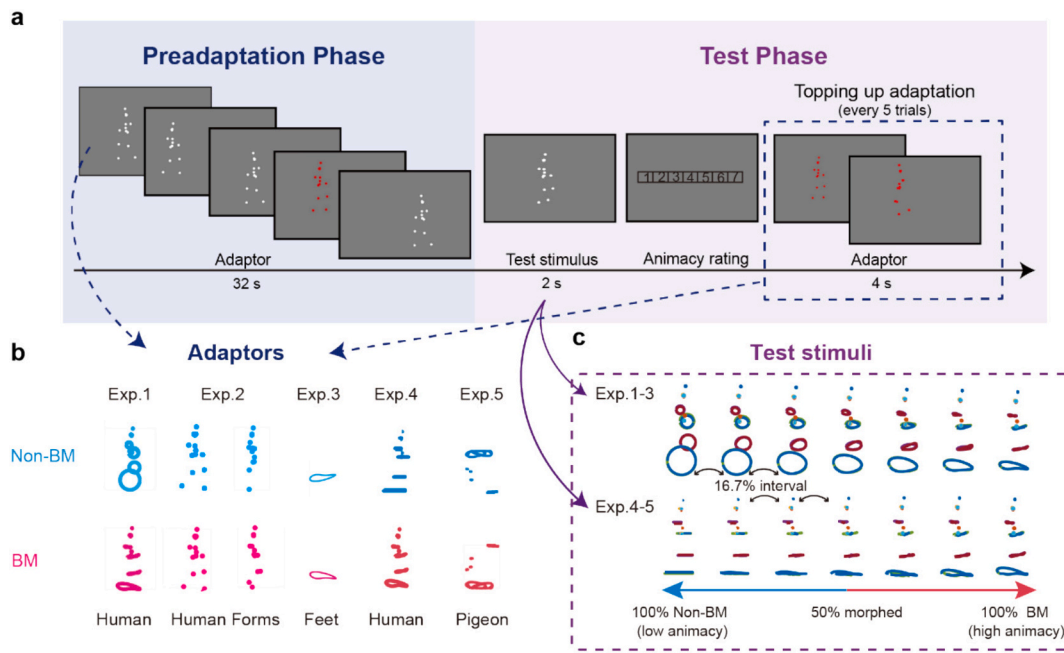 a
Preadaptation Phase
Test Phase
Topping up adaptation
(every 5 trials)
1 2 3 4 5 6 7
Adaptor
Test stimulus
Animacy rating
Adaptor
32 s
2 s
4 s
b
Adaptors
Exp.1
Exp.2
Exp.3
Exp.4
Exp.5
Non-BM
BM
Human
Human Forms
Feet
Human
Pigeon
c
Test stimuli
Exp.1-3
16.7% interval
Exp.4-5
100% Non-BM
(low animacy)
50% morphed
100% BM
(high animacy)